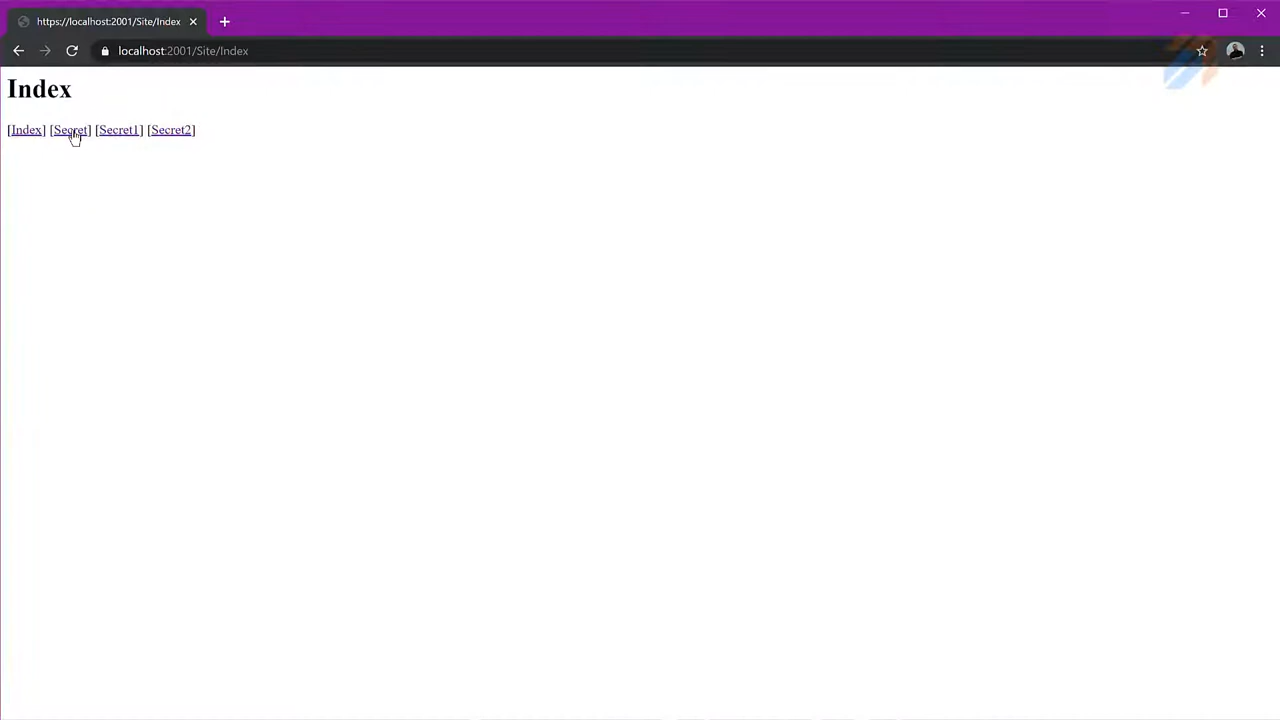 https://localhost:2001/Site/Index
localhost:2001/Site/Index
Index
[Index] [Secret] [Secret1] [Secret2]